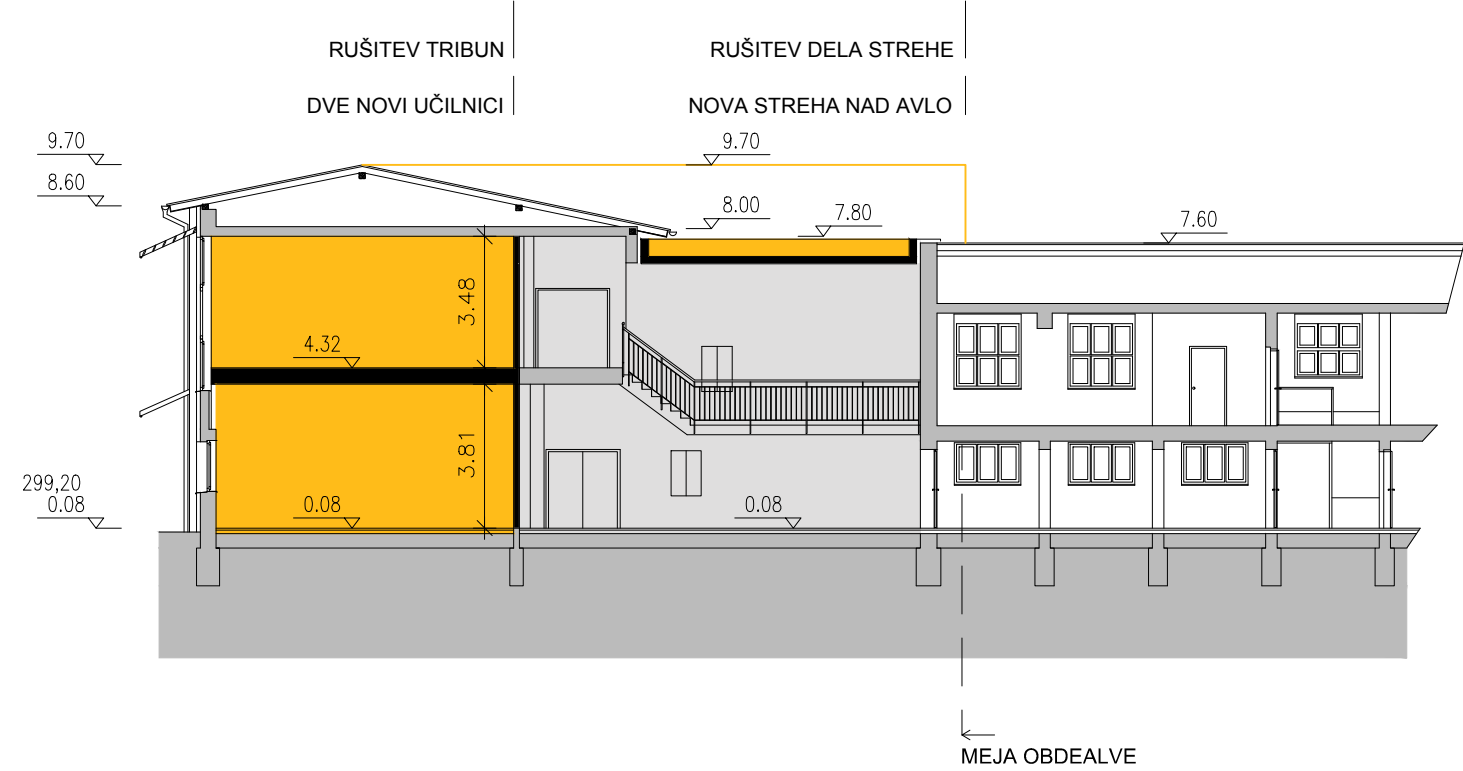 RUŠITEV TRIBUN
RUŠITEV DELA STREHE
DVE NOVI UČILNICI
NOVA STREHA NAD AVLO
9.70
9.70
8.60
8.00
7.80
7.60
3.48
4.32
3.81
299,20
0.08
0.08
0.08
MEJA OBDEALVE